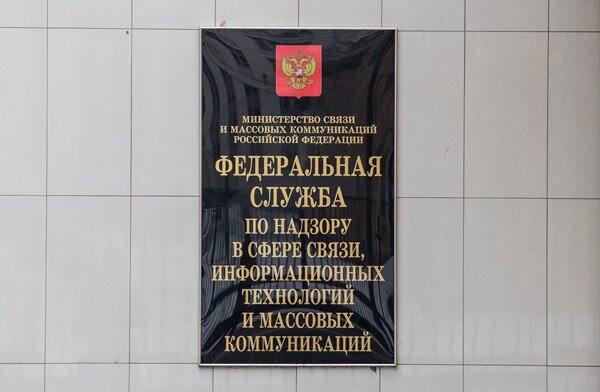 МИНИСТЕРСТВО СВЯЗИ
И МАССОВЫХ КОММУНИКАЦИЙ
РОССИЙСКОЙ ФЕДЕРАЦИИ
ФЕДЕРАЛЬНАЯ
СЛУЖБА
ПО НАДЗОРУ
В СФЕРЕ СВЯЗИ,
ИНФОРМАЦИОННЫХ
ТЕХНОЛОГИЙ
И МАССОВЫХ
КОММУНИКАЦИЙ